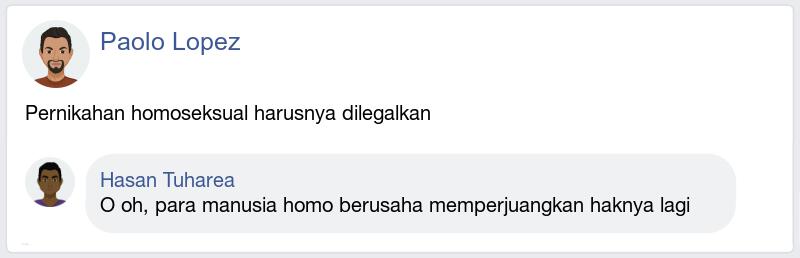 Paolo Lopez
Pernikahan homoseksual harusnya dilegalkan
Hasan Tuharea
O oh, para manusia homo berusaha memperjuangkan haknya lagi